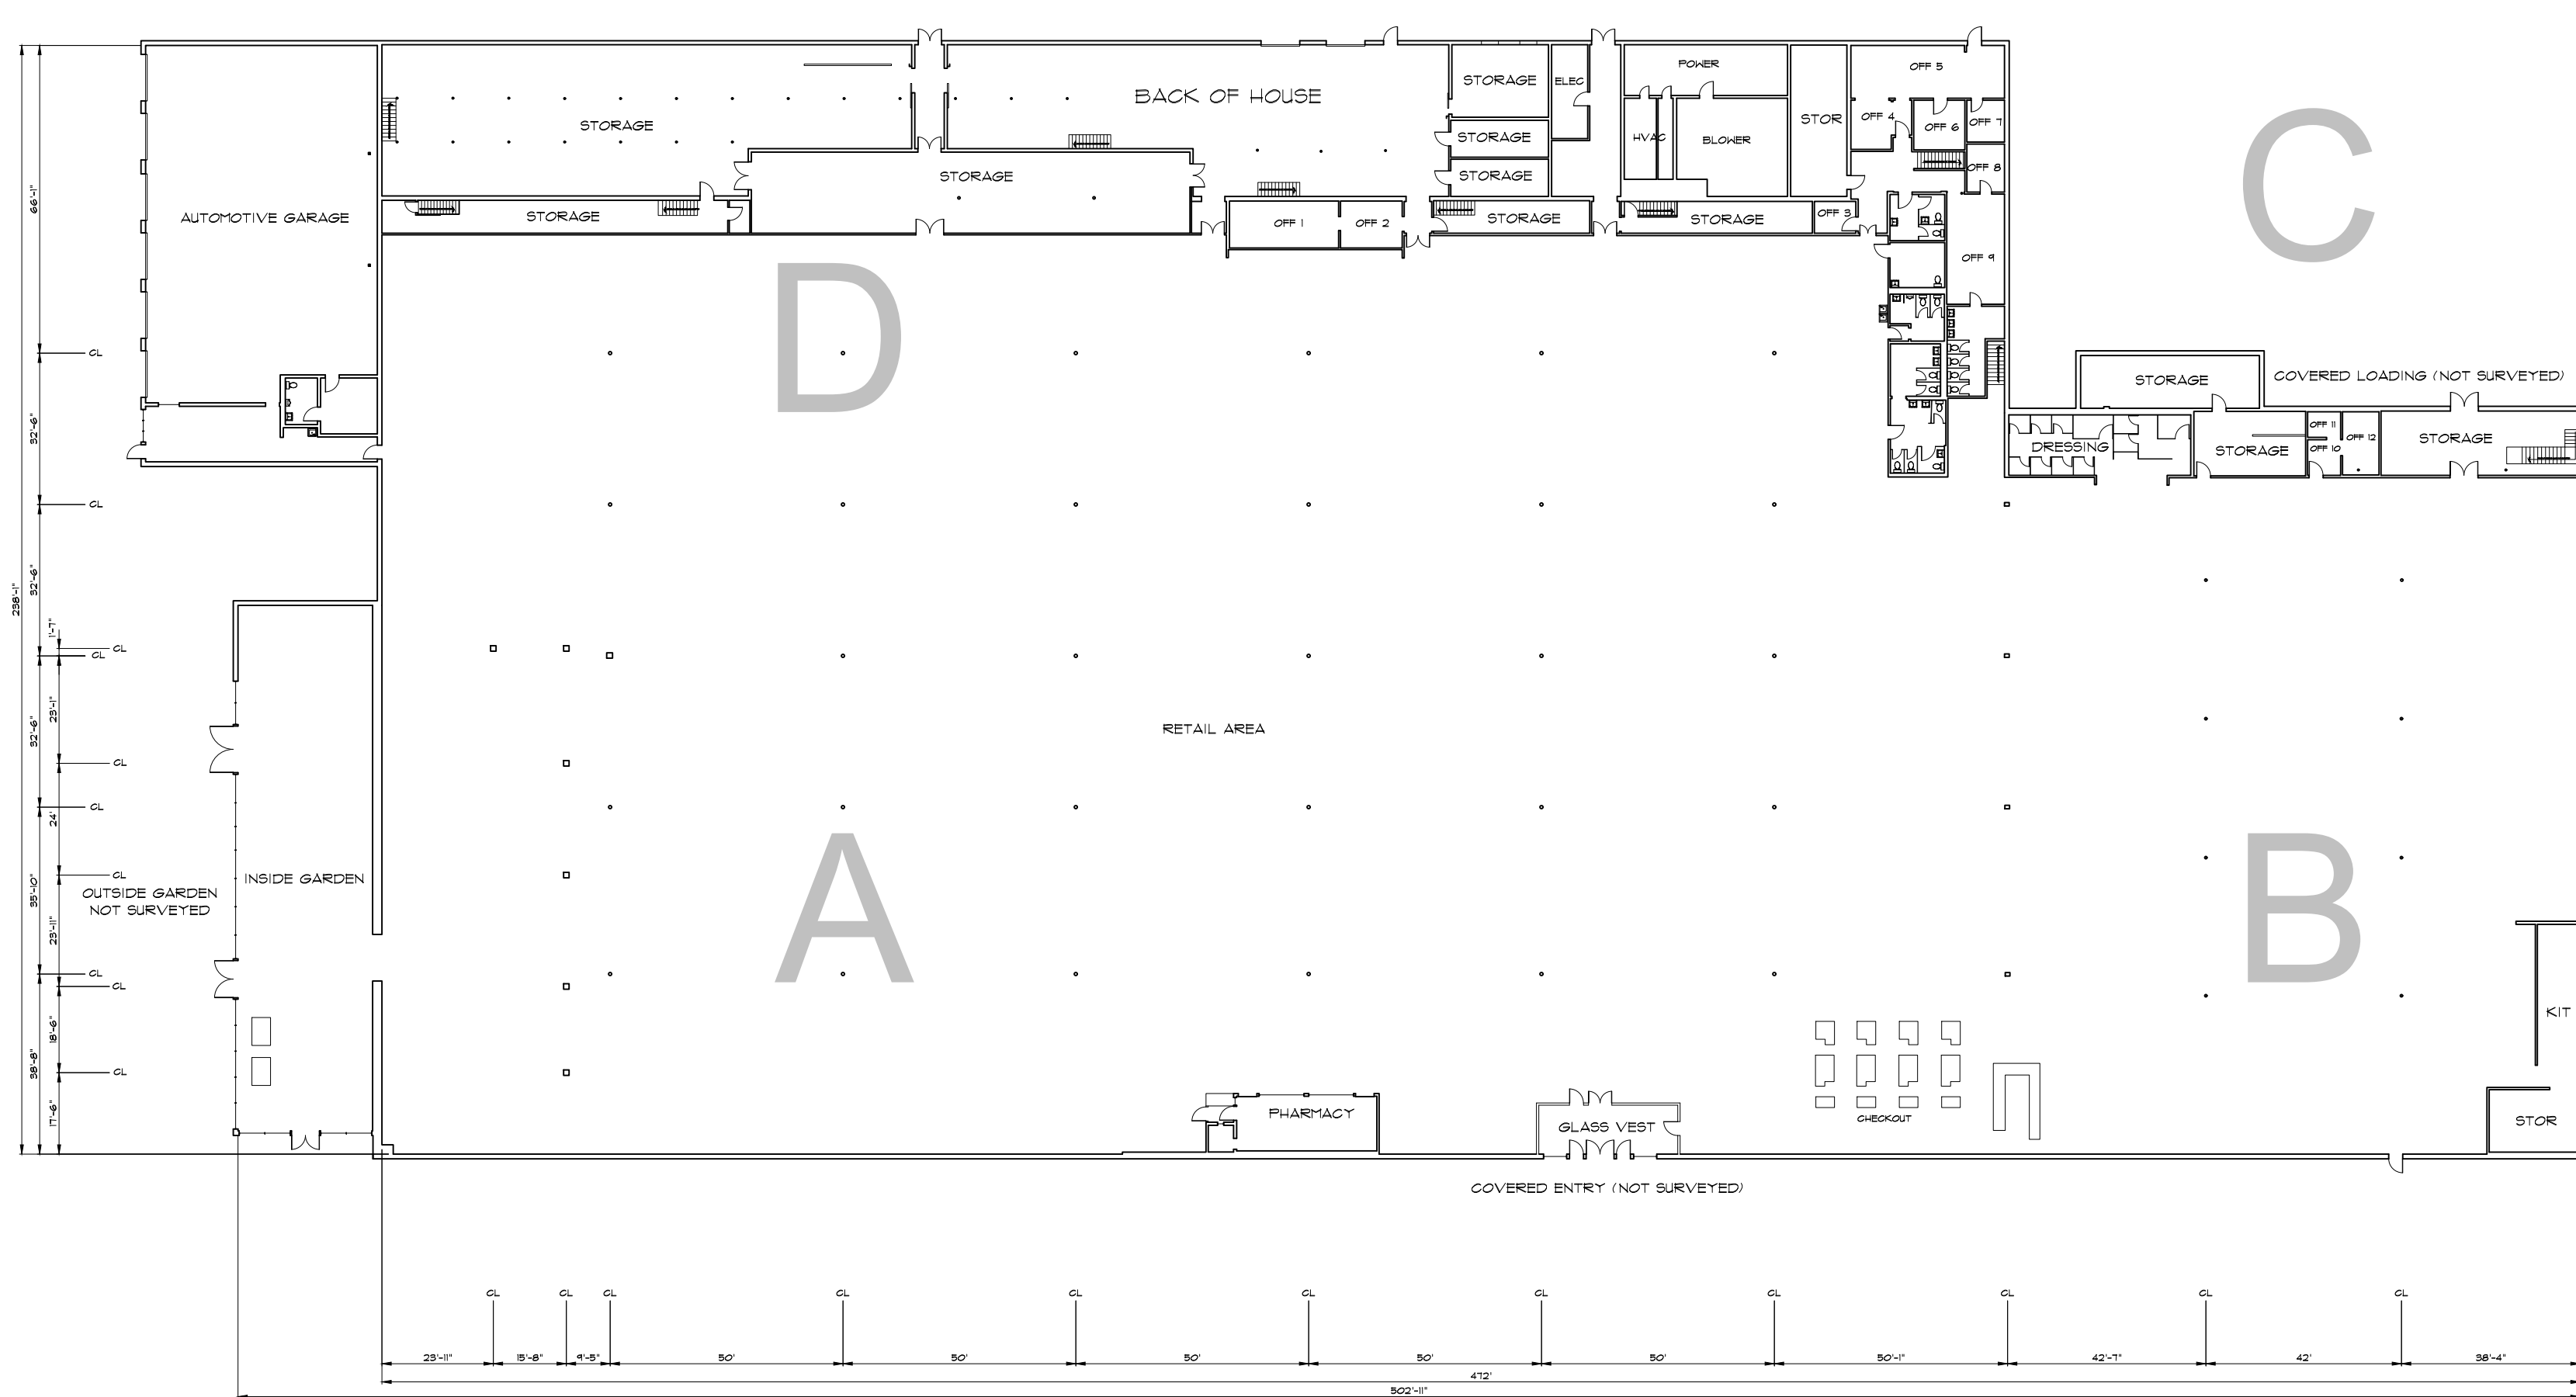 BACK OF HOUSE
STORAGE
ELEC
POWER
OFF 5
STORAGE
STOR
OFF 4
OFF 6
OFF 7
STORAGE
HVAC
BLOWER
C
STORAGE
STORAGE
OFF 8
AUTOMOTIVE GARAGE
STORAGE
OFF 1
OFF 2
STORAGE
STORAGE
OFF 3
66'-1"
OFF 9
D
CL
STORAGE
COVERED LOADING (NOT SURVEYED)
32'-6"
DRESSING
STORAGE
OFF 11
OFF 10
OFF 12
STORAGE
CL
238'-1"
32'-6"
1'-7"
CL
CL
23'-1"
32'-6"
RETAIL AREA
CL
CL
24'
A
B
CL
INSIDE GARDEN
OUTSIDE GARDEN
NOT SURVEYED
35'-10"
23'-11"
CL
CL
KIT
18'-6"
38'-8"
CL
17'-6"
PHARMACY
GLASS VEST
CHECKOUT
STOR
COVERED ENTRY (NOT SURVEYED)
CL CL CL CL CL CL CL CL CL CL CL
23'-11" 15'-8" 9'-5" 50' 50' 50' 50' 50' 50'-1" 42'-7" 42' 38'-4"
472'
502'-11"
STORAGE